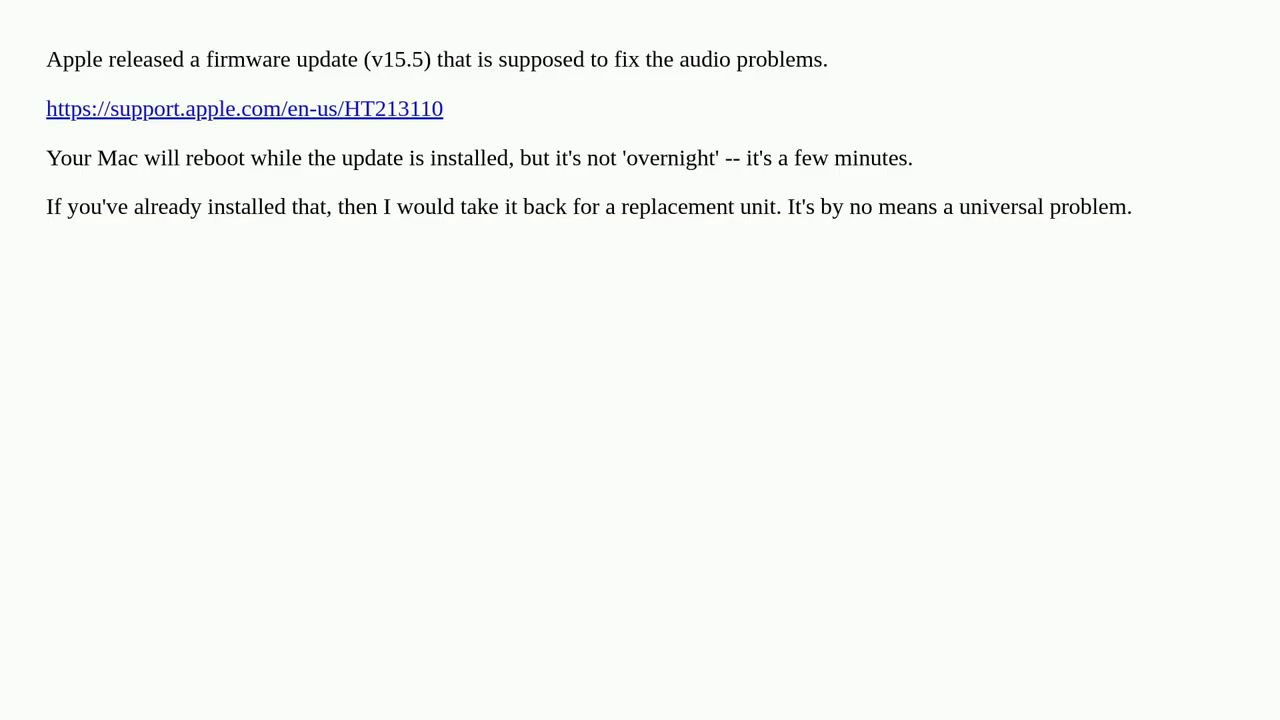 Apple released a firmware update (v15.5) that is supposed to fix the audio problems.
https://support.apple.com/en-us/HT213110
Your Mac will reboot while the update is installed, but it's not 'overnight' -- it's a few minutes.
If you've already installed that, then I would take it back for a replacement unit. It's by no means a universal problem.